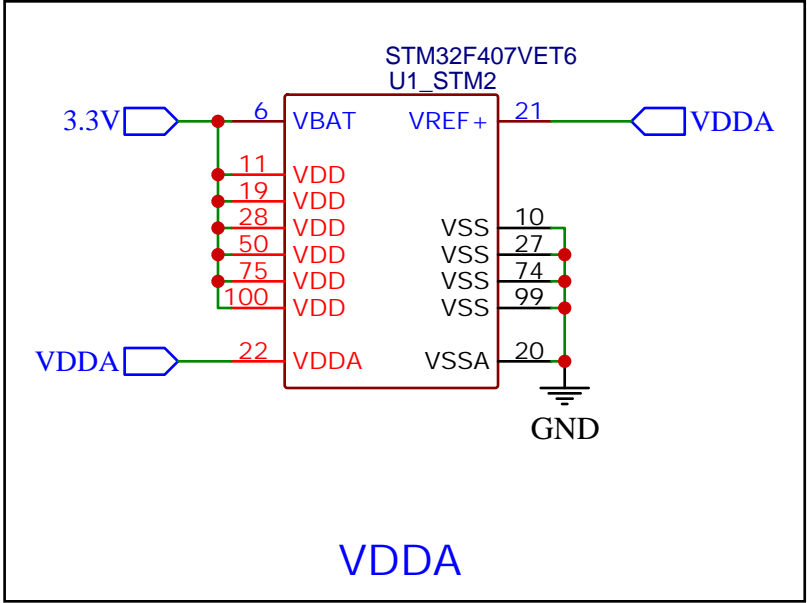 STM32F407VET6
U1_STM2
3.3V 6 VBAT VREF+ 21 VDDA
11 VDD
19 VDD
28 VDD VSS 10
50 VDD VSS 27
75 VDD VSS 74
100 VDD VSS 99
VDDA 22 VDDA VSSA 20
GND
VDDA